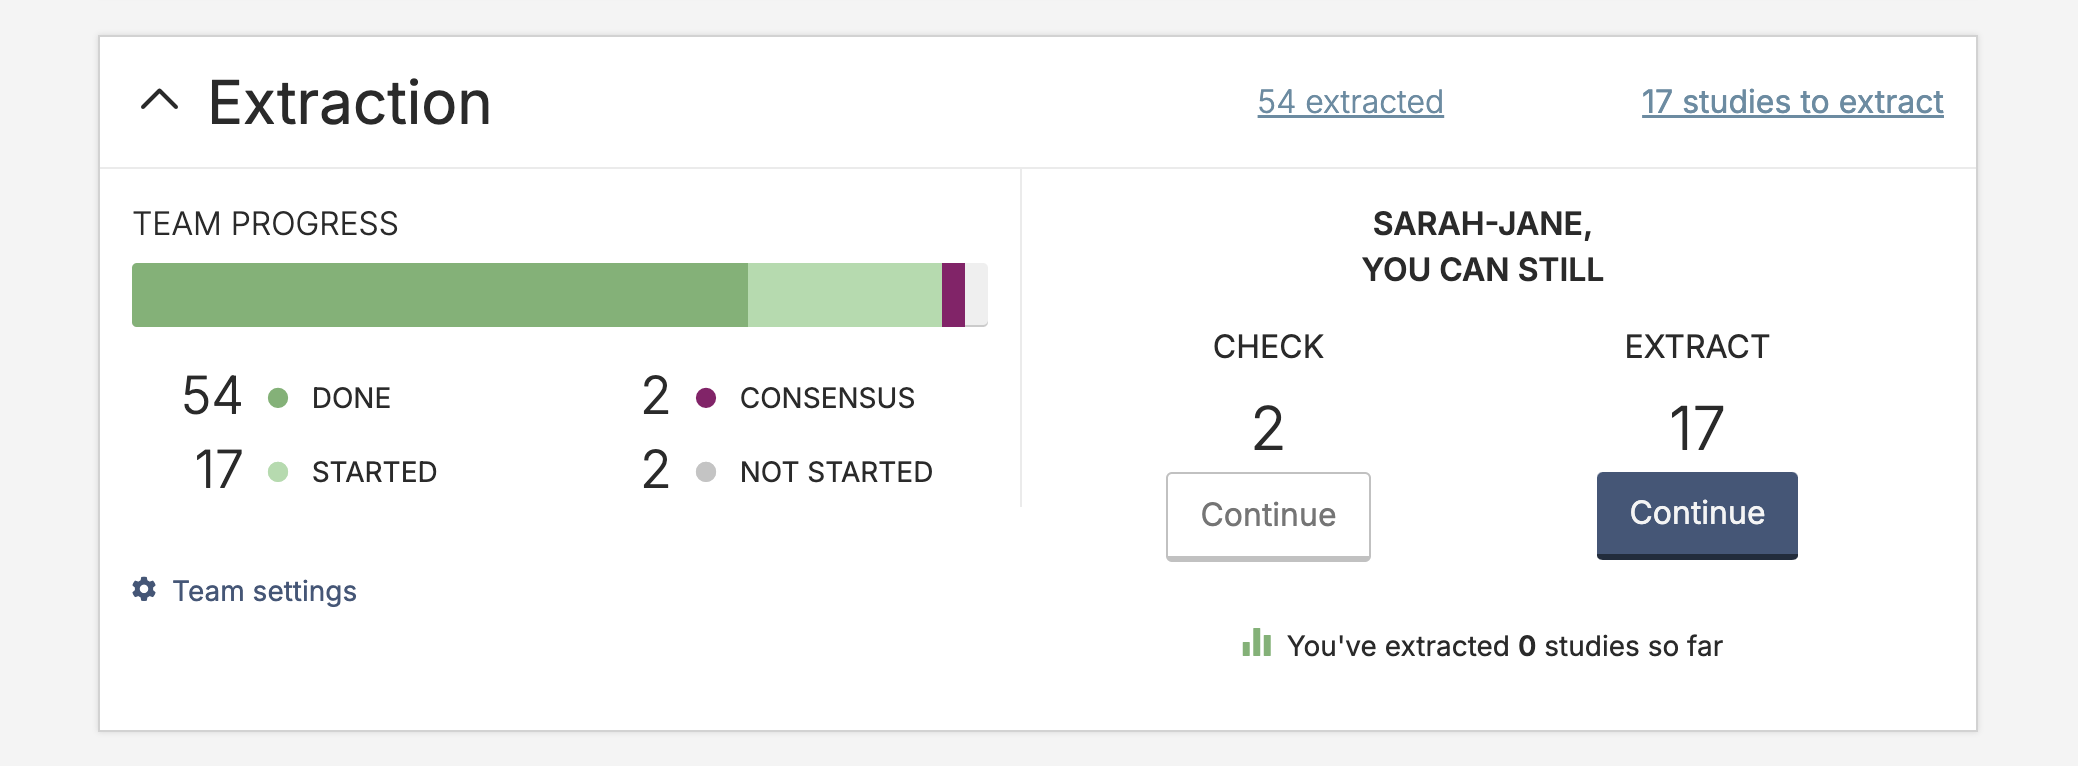 Extraction
54 extracted
17 studies to extract
TEAM PROGRESS
54 DONE
2 CONSENSUS
17 STARTED
2 NOT STARTED
Team settings
SARAH-JANE,
YOU CAN STILL
CHECK
2
Continue
EXTRACT
17
Continue
You've extracted 0 studies so far